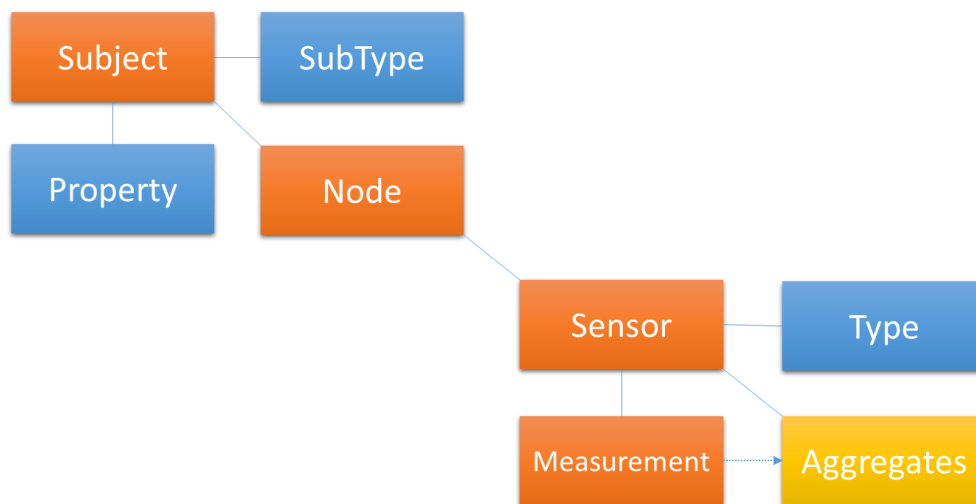 Subject
SubType
Property
Node
Sensor
Type
Measurement
Aggregates